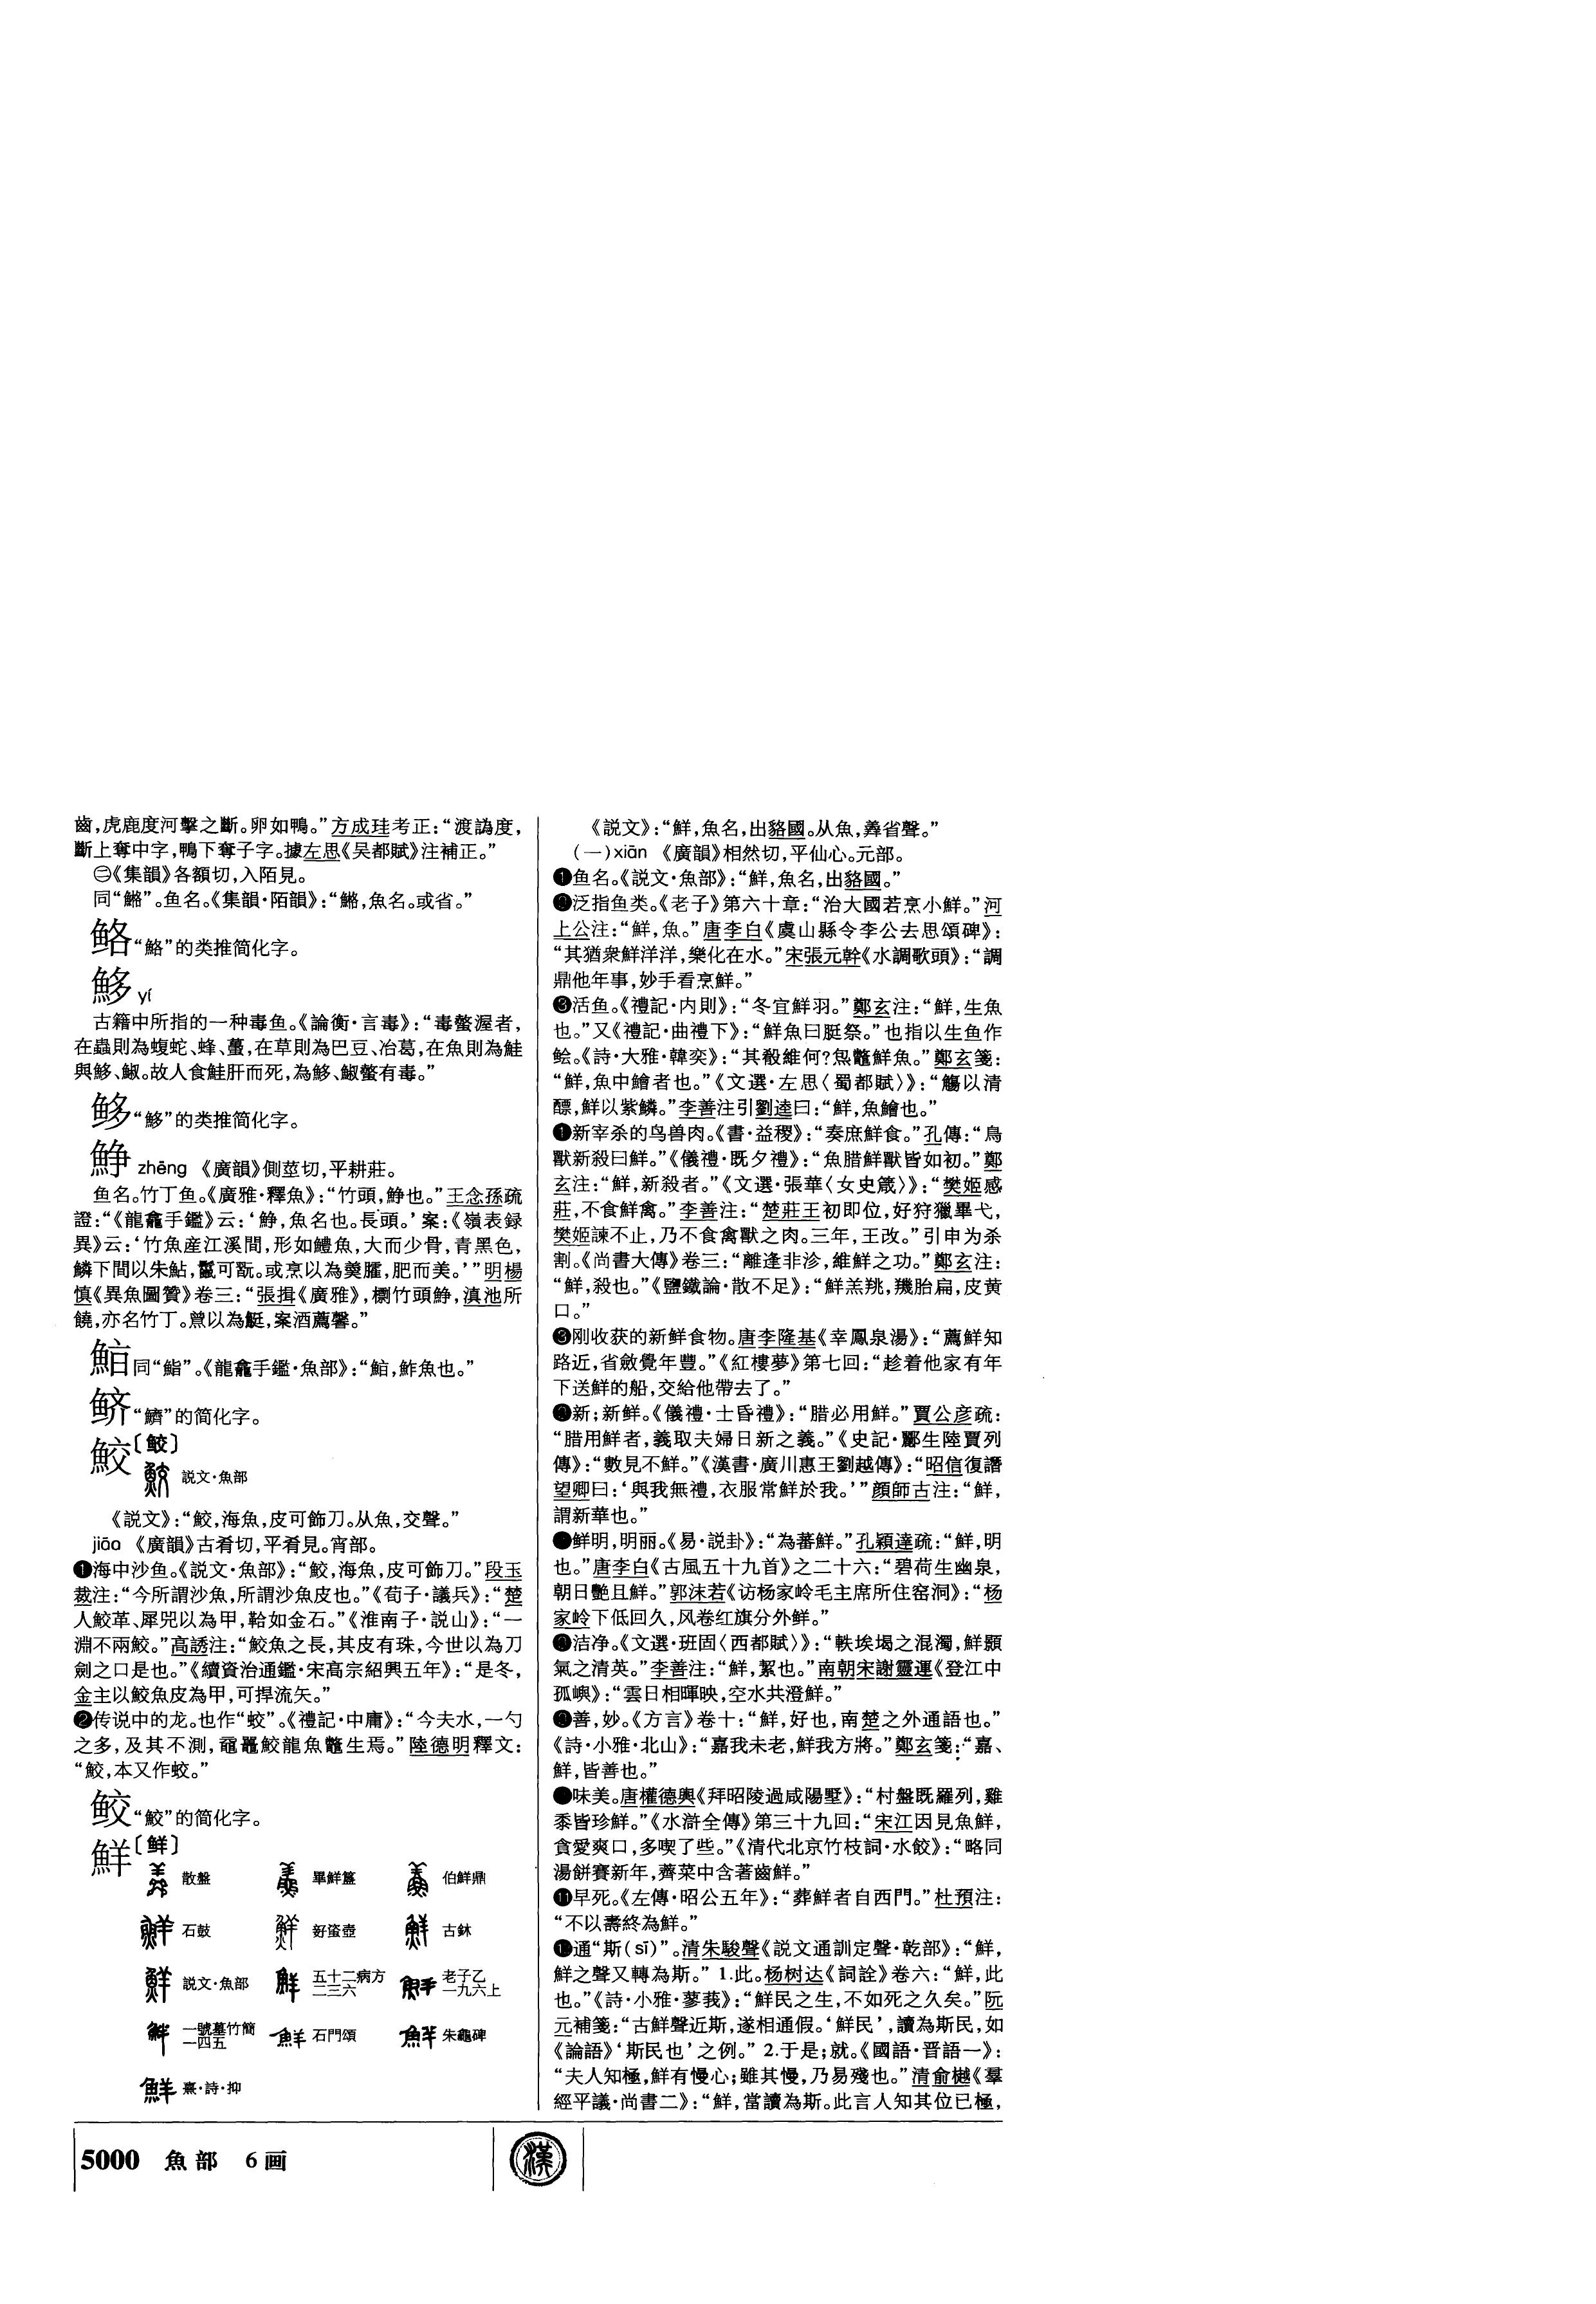 齒,虎鹿度河擊之斷。卵如鴨。”方成珪考正:“渡譌度,
斷上奪中字,鴨下奪子字。據左思《吴都賦》注補正。”
㊁《集韻》各額切,入陌見。
同“䱮”。鱼名。《集韻·陌韻》:“䱮,魚名。或省。”
“鮥”的类推简化字。
鮗 yí
古籍中所指的一种毒鱼。《論衡·言毒》:“毒螫渥者,
在蟲則為蝮蛇、蜂、蠆,在草則為巴豆、冶葛,在魚則為鮭
與䱌、䱙。故人食鮭肝而死,為䱌、䱙螫有毒。”
“䱌”的类推简化字。
䱢 zhēng 《廣韻》側莖切,平耕莊。
鱼名。竹丁鱼。《廣雅·釋魚》:“竹頭,䱢也。”王念孫疏
證:“《龍龕手鑑》云:‘䱢,魚名也。長頭。’案:《嶺表録
異》云:‘竹魚産江溪間,形如鱧魚,大而少骨,青黑色,
鱗下間以朱鮎,鬣可翫。或烹以為羹臛,肥而美。’”明楊
慎《異魚圖贊》卷三:“張揖《廣雅》,竹頭䱢,滇池所
饒,亦名竹丁。鮝以為艇,案酒薦馨。”
同“鮨”。《龍龕手鑑·魚部》:“,鮓魚也。”
鲚 “鱭”的简化字。
鮫〔鲛〕
説文·魚部
《説文》:“鮫,海魚,皮可飾刀。从魚,交聲。”
jiāo 《廣韻》古肴切,平肴見。宵部。
❶海中沙鱼。《説文·魚部》:“鮫,海魚,皮可飾刀。”段玉
裁注:“今所謂沙魚,所謂沙魚皮也。”《荀子·議兵》:“楚
人鮫革、犀兕以為甲,鞈如金石。”《淮南子·説山》:“一
淵不兩鮫。”高誘注:“鮫魚之長,其皮有珠,今世以為刀
劍之口是也。”《續資治通鑑·宋高宗紹興五年》:“是冬,
金主以鮫魚皮為甲,可捍流矢。”
❷传说中的龙。也作“蛟”。《禮記·中庸》:“今夫水,一勺
之多,及其不測,黿鼉鮫龍魚鼈生焉。”陸德明釋文:
“鮫,本又作蛟。”
鲛 “鮫”的简化字。
鮮〔鲜〕
散盤 畢鮮簋 伯鮮鼎
石鼓 𡚱蚉壺 古鉨
説文·魚部 五十二病方二三六 老子乙一九六上
一號墓竹簡一四五 石門頌 朱龜碑
熹·詩·抑
《説文》:“鮮,魚名,出貉國。从魚,羴省聲。”
(一)xiān 《廣韻》相然切,平仙心。元部。
❶鱼名。《説文·魚部》:“鮮,魚名,出貉國。”
❷泛指鱼类。《老子》第六十章:“治大國若烹小鮮。”河
上公注:“鮮,魚。”唐李白《虞山縣令李公去思頌碑》:
“其猶衆鮮洋洋,樂化在水。”宋張元幹《水調歌頭》:“調
鼎他年事,妙手看烹鮮。”
❸活鱼。《禮記·内則》:“冬宜鮮羽。”鄭玄注:“鮮,生魚
也。”又《禮記·曲禮下》:“鮮魚曰脡祭。”也指以生鱼作
鲙。《詩·大雅·韓奕》:“其殽維何?炰鼈鮮魚。”鄭玄箋:
“鮮,魚中鱠者也。”《文選·左思〈蜀都賦〉》:“觴以清
醥,鮮以紫鱗。”李善注引劉逵曰:“鮮,魚鱠也。”
新宰杀的鸟兽肉。《書·益稷》:“奏庶鮮食。”孔傳:“鳥
獸新殺曰鮮。”《儀禮·既夕禮》:“魚腊鮮獸皆如初。”鄭
玄注:“鮮,新殺者。”《文選·張華〈女史箴〉》:“樊姬感
莊,不食鮮禽。”李善注:“楚莊王初即位,好狩獵畢弋,
樊姬諫不止,乃不食禽獸之肉。三年,王改。”引申为杀
割。《尚書大傳》卷三:“離逢非沴,維鮮之功。”鄭玄注:
“鮮,殺也。”《鹽鐵論·散不足》:“鮮羔䍮,䊢胎扁,皮黄
口。”
刚收获的新鲜食物。唐李隆基《幸鳳泉湯》:“薦鮮知
路近,省斂覺年豐。”《紅樓夢》第七回:“趁着他家有年
下送鮮的船,交給他帶去了。”
新;新鲜。《儀禮·士昏禮》:“腊必用鮮。”賈公彦疏:
“腊用鮮者,義取夫婦日新之義。”《史記·酈生陸賈列
傳》:“數見不鮮。”《漢書·廣川惠王劉越傳》:“昭信復譖
望卿曰:‘與我無禮,衣服常鮮於我。’”顔師古注:“鮮,
謂新華也。”
鲜明,明丽。《易·説卦》:“為蕃鮮。”孔穎達疏:“鮮,明
也。”唐李白《古風五十九首》之二十六:“碧荷生幽泉,
朝日艷且鮮。”郭沫若《访杨家岭毛主席所住窑洞》:“杨
家岭下低回久,风卷红旗分外鲜。”
洁净。《文選·班固〈西都賦〉》:“軼埃堨之混濁,鮮顥
氣之清英。”李善注:“鮮,絜也。”南朝宋謝靈運《登江中
孤嶼》:“雲日相暉映,空水共澄鮮。”
善,妙。《方言》卷十:“鮮,好也,南楚之外通語也。”
《詩·小雅·北山》:“嘉我未老,鮮我方將。”鄭玄箋:“嘉、
鮮,皆善也。”
味美。唐權德輿《拜昭陵過咸陽墅》:“村盤既羅列,雞
黍皆珍鮮。”《水滸全傳》第三十九回:“宋江因見魚鮮,
貪愛爽口,多喫了些。”《清代北京竹枝詞·水餃》:“略同
湯餅賽新年,薺菜中含著齒鮮。”
⓫早死。《左傳·昭公五年》:“葬鮮者自西門。”杜預注:
“不以壽終為鮮。”
通“斯(sī)”。清朱駿聲《説文通訓定聲·乾部》:“鮮,
鮮之聲又轉為斯。” 1.此。杨树达《詞詮》卷六:“鮮,此
也。”《詩·小雅·蓼莪》:“鮮民之生,不如死之久矣。”阮
元補箋:“古鮮聲近斯,遂相通假。‘鮮民’,讀為斯民,如
《論語》‘斯民也’之例。” 2.于是;就。《國語·晋語一》:
“夫人知極,鮮有慢心;雖其慢,乃易殘也。”清俞樾《羣
經平議·尚書二》:“鮮,當讀為斯。此言人知其位已極,
5000 魚部 6画
漢